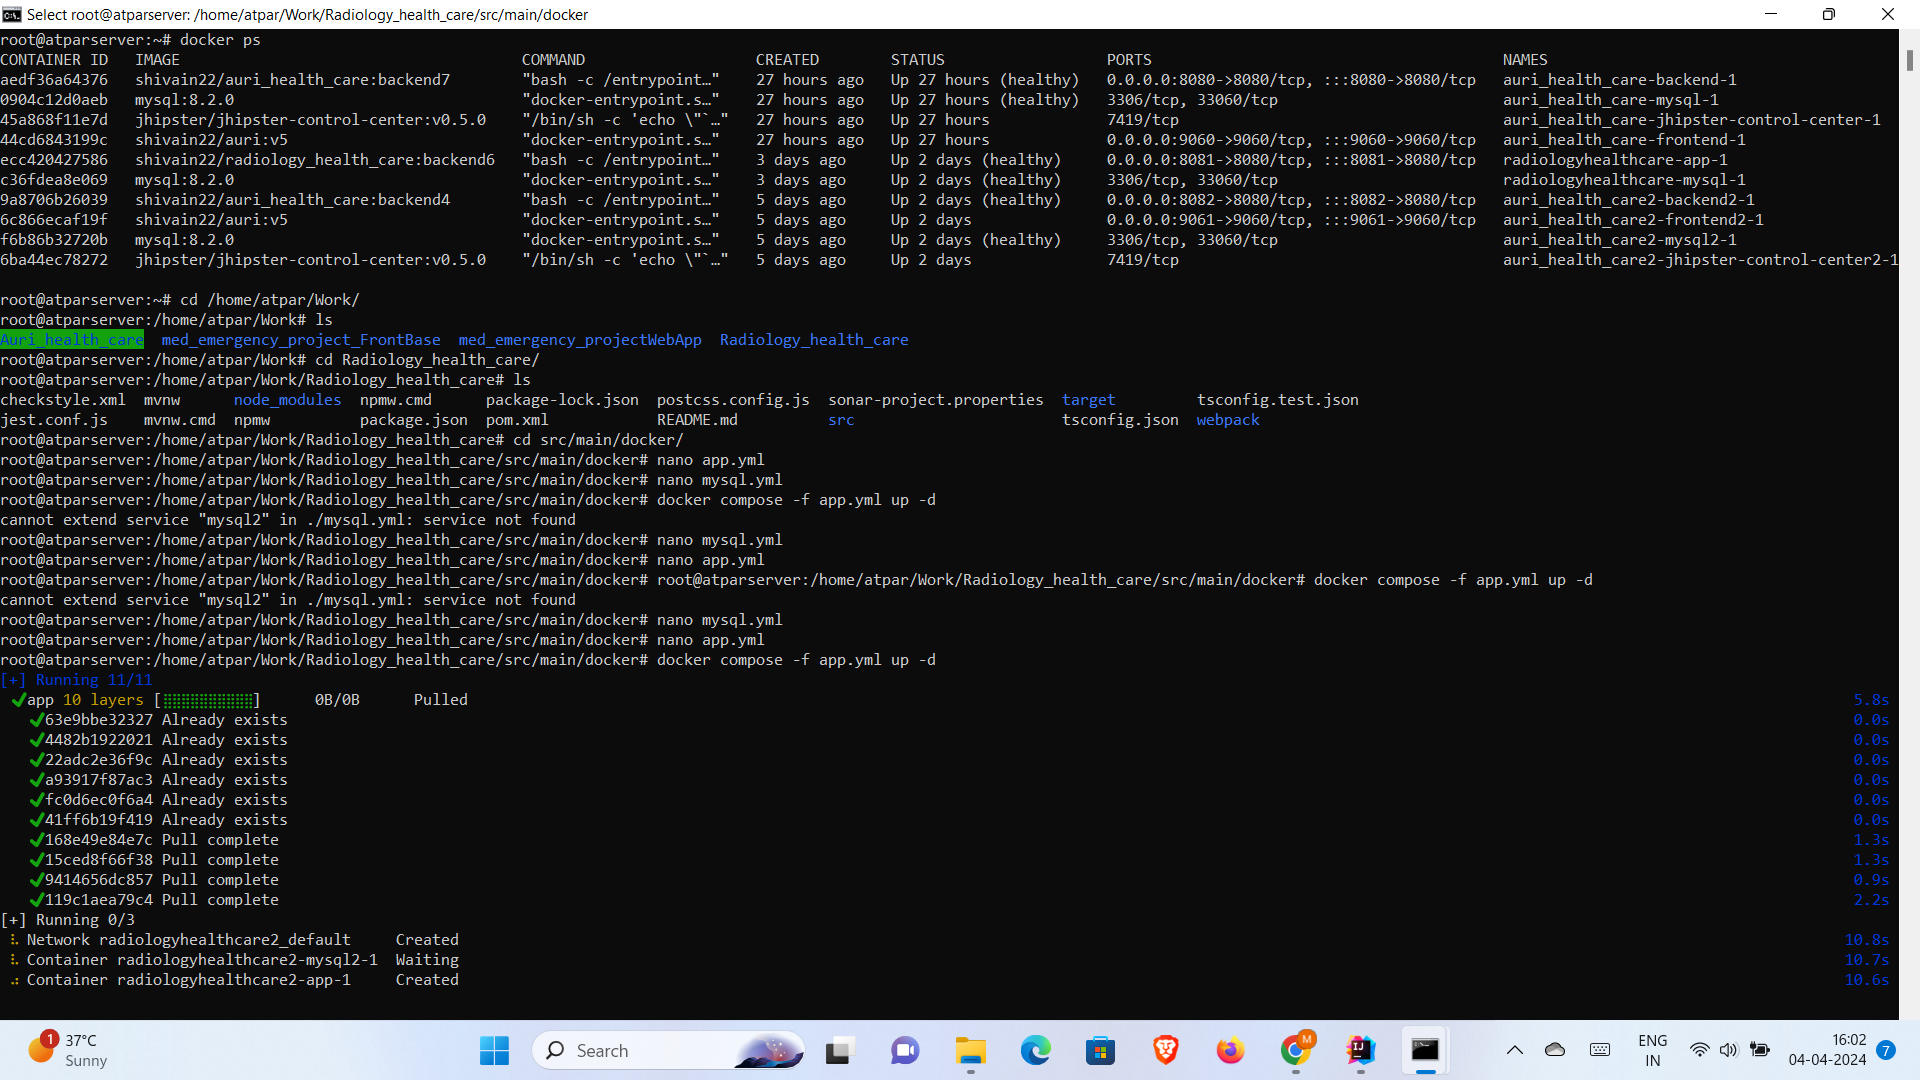 Select root@atparserver: /home/atpar/Work/Radiology_health_care/src/main/docker
root@atparserver:~# docker ps
CONTAINER ID   IMAGE   COMMAND   CREATED   STATUS   PORTS   NAMES
aedf36a64376   shivain22/auri_health_care:backend7   "bash -c /entrypoint…"   27 hours ago   Up 27 hours (healthy)   0.0.0.0:8080->8080/tcp, :::8080->8080/tcp   auri_health_care-backend-1
0904c12d0aeb   mysql:8.2.0   "docker-entrypoint.s…"   27 hours ago   Up 27 hours (healthy)   3306/tcp, 33060/tcp   auri_health_care-mysql-1
45a868f11e7d   jhipster/jhipster-control-center:v0.5.0   "/bin/sh -c 'echo \"`…"   27 hours ago   Up 27 hours   7419/tcp   auri_health_care-jhipster-control-center-1
44cd6843199c   shivain22/auri:v5   "docker-entrypoint.s…"   27 hours ago   Up 27 hours   0.0.0.0:9060->9060/tcp, :::9060->9060/tcp   auri_health_care-frontend-1
ecc420427586   shivain22/radiology_health_care:backend6   "bash -c /entrypoint…"   3 days ago   Up 2 days (healthy)   0.0.0.0:8081->8080/tcp, :::8081->8080/tcp   radiologyhealthcare-app-1
c36fdea8e069   mysql:8.2.0   "docker-entrypoint.s…"   3 days ago   Up 2 days (healthy)   3306/tcp, 33060/tcp   radiologyhealthcare-mysql-1
9a8706b26039   shivain22/auri_health_care:backend4   "bash -c /entrypoint…"   5 days ago   Up 2 days (healthy)   0.0.0.0:8082->8080/tcp, :::8082->8080/tcp   auri_health_care2-backend2-1
6c866ecaf19f   shivain22/auri:v5   "docker-entrypoint.s…"   5 days ago   Up 2 days   0.0.0.0:9061->9060/tcp, :::9061->9060/tcp   auri_health_care2-frontend2-1
f6b86b32720b   mysql:8.2.0   "docker-entrypoint.s…"   5 days ago   Up 2 days (healthy)   3306/tcp, 33060/tcp   auri_health_care2-mysql2-1
6ba44ec78272   jhipster/jhipster-control-center:v0.5.0   "/bin/sh -c 'echo \"`…"   5 days ago   Up 2 days   7419/tcp   auri_health_care2-jhipster-control-center2-1
root@atparserver:~# cd /home/atpar/Work/
root@atparserver:/home/atpar/Work# ls
Auri_health_care  med_emergency_project_FrontBase  med_emergency_projectWebApp  Radiology_health_care
root@atparserver:/home/atpar/Work# cd Radiology_health_care/
root@atparserver:/home/atpar/Work/Radiology_health_care# ls
checkstyle.xml  mvnw      node_modules  npmw.cmd      package-lock.json  postcss.config.js  sonar-project.properties  target         tsconfig.test.json
jest.conf.js    mvnw.cmd  npmw          package.json  pom.xml            README.md          src                       tsconfig.json  webpack
root@atparserver:/home/atpar/Work/Radiology_health_care# cd src/main/docker/
root@atparserver:/home/atpar/Work/Radiology_health_care/src/main/docker# nano app.yml
root@atparserver:/home/atpar/Work/Radiology_health_care/src/main/docker# nano mysql.yml
root@atparserver:/home/atpar/Work/Radiology_health_care/src/main/docker# docker compose -f app.yml up -d
cannot extend service "mysql2" in ./mysql.yml: service not found
root@atparserver:/home/atpar/Work/Radiology_health_care/src/main/docker# nano mysql.yml
root@atparserver:/home/atpar/Work/Radiology_health_care/src/main/docker# nano app.yml
root@atparserver:/home/atpar/Work/Radiology_health_care/src/main/docker# root@atparserver:/home/atpar/Work/Radiology_health_care/src/main/docker# docker compose -f app.yml up -d
cannot extend service "mysql2" in ./mysql.yml: service not found
root@atparserver:/home/atpar/Work/Radiology_health_care/src/main/docker# nano mysql.yml
root@atparserver:/home/atpar/Work/Radiology_health_care/src/main/docker# nano app.yml
root@atparserver:/home/atpar/Work/Radiology_health_care/src/main/docker# docker compose -f app.yml up -d
[+] Running 11/11
✔app 10 layers [⣿⣿⣿⣿⣿⣿⣿⣿⣿⣿]      0B/0B      Pulled   5.8s
✔63e9bbe32327 Already exists   0.0s
✔4482b1922021 Already exists   0.0s
✔22adc2e36f9c Already exists   0.0s
✔a93917f87ac3 Already exists   0.0s
✔fc0d6ec0f6a4 Already exists   0.0s
✔41ff6b19f419 Already exists   0.0s
✔168e49e84e7c Pull complete   1.3s
✔15ced8f66f38 Pull complete   1.3s
✔9414656dc857 Pull complete   0.9s
✔119c1aea79c4 Pull complete   2.2s
[+] Running 0/3
Network radiologyhealthcare2_default     Created   10.8s
Container radiologyhealthcare2-mysql2-1  Waiting   10.7s
Container radiologyhealthcare2-app-1     Created   10.6s
1 37°C
Sunny
Search
M
ENG
IN
16:02
04-04-2024
7